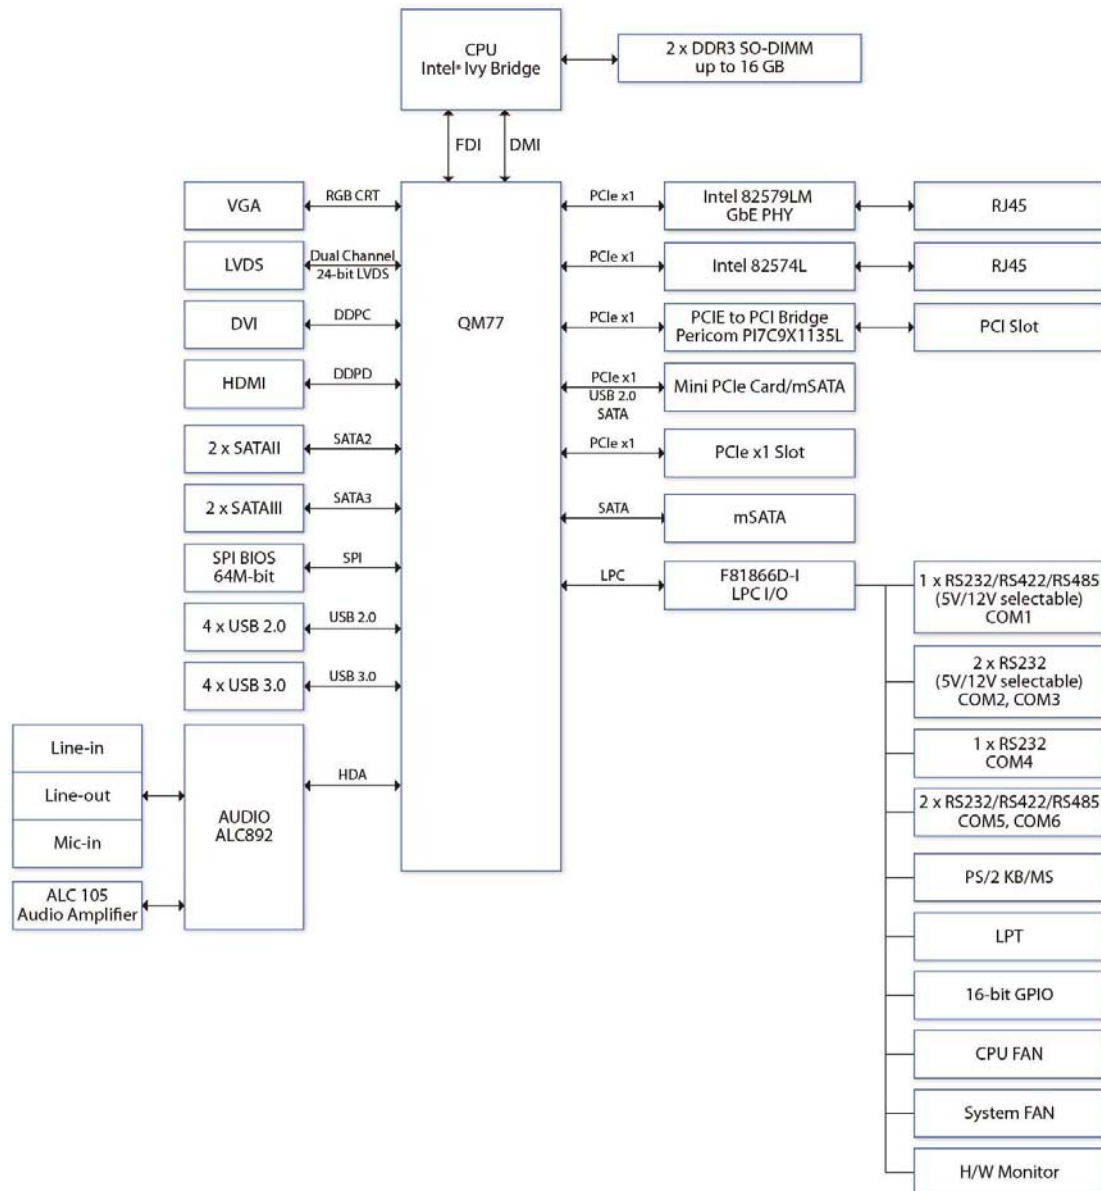 CPU
Intel® Ivy Bridge
2 x DDR3 SO-DIMM
up to 16 GB
FDI
DMI
VGA
RGB CRT
LVDS
Dual Channel
24-bit LVDS
DVI
DDPC
HDMI
DDPD
2 x SATAII
SATA2
2 x SATAIII
SATA3
SPI BIOS
64M-bit
SPI
4 x USB 2.0
USB 2.0
4 x USB 3.0
USB 3.0
Line-in
Line-out
Mic-in
ALC 105
Audio Amplifier
AUDIO
ALC892
HDA
QM77
PCIe x1
Intel 82579LM
GbE PHY
RJ45
PCIe x1
Intel 82574L
RJ45
PCIe x1
PCIE to PCI Bridge
Pericom PI7C9X1135L
PCI Slot
PCIe x1
USB 2.0
SATA
Mini PCIe Card/mSATA
PCIe x1
PCIe x1 Slot
SATA
mSATA
LPC
F81866D-I
LPC I/O
1 x RS232/RS422/RS485
(5V/12V selectable)
COM1
2 x RS232
(5V/12V selectable)
COM2, COM3
1 x RS232
COM4
2 x RS232/RS422/RS485
COM5, COM6
PS/2 KB/MS
LPT
16-bit GPIO
CPU FAN
System FAN
H/W Monitor